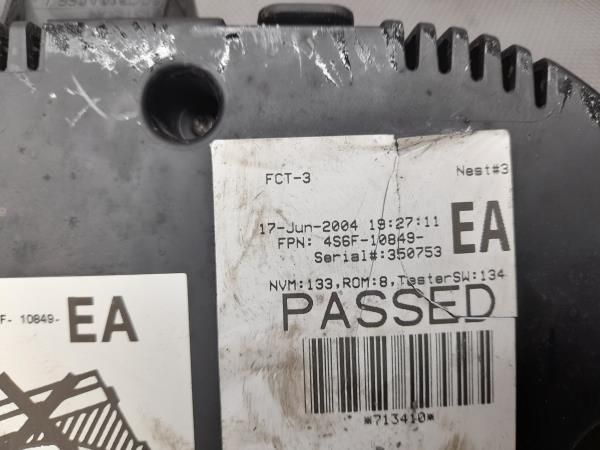 FCT-3 Nest#3
17-Jun-2004 19:27:11
FPN: 4S6F-10849- EA
Serial#:350753
NVM:133,ROM:8,TesterSW:134
PASSED
*713410*
F- 10849- EA